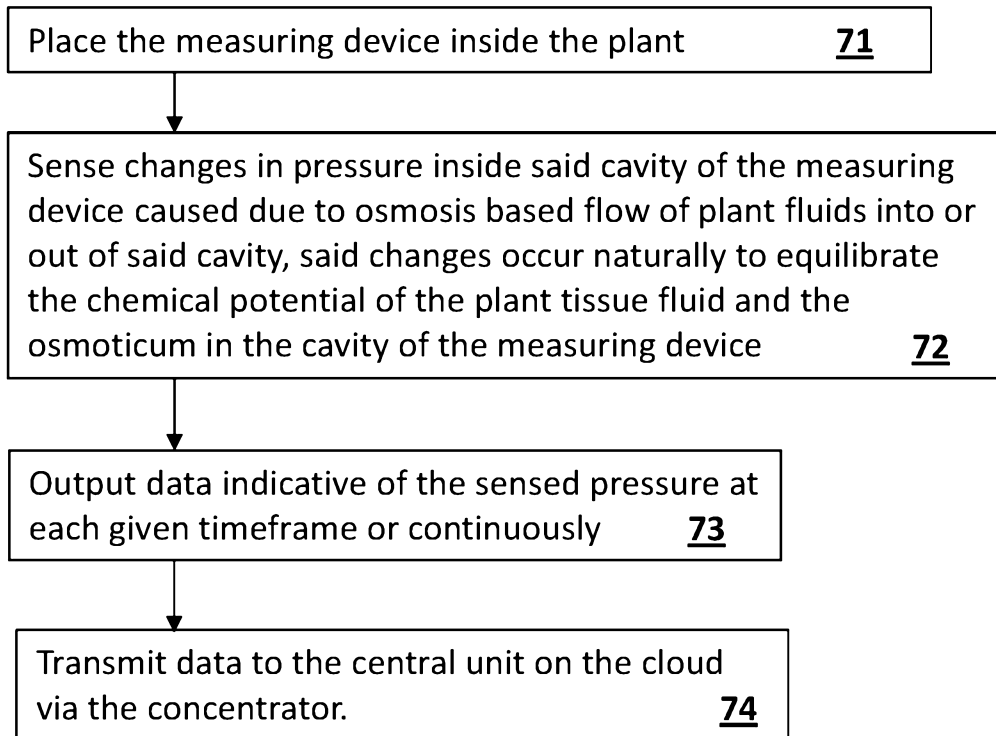 Place the measuring device inside the plant 71
Sense changes in pressure inside said cavity of the measuring
device caused due to osmosis based flow of plant fluids into or
out of said cavity, said changes occur naturally to equilibrate
the chemical potential of the plant tissue fluid and the
osmoticum in the cavity of the measuring device 72
Output data indicative of the sensed pressure at
each given timeframe or continuously 73
Transmit data to the central unit on the cloud
via the concentrator. 74